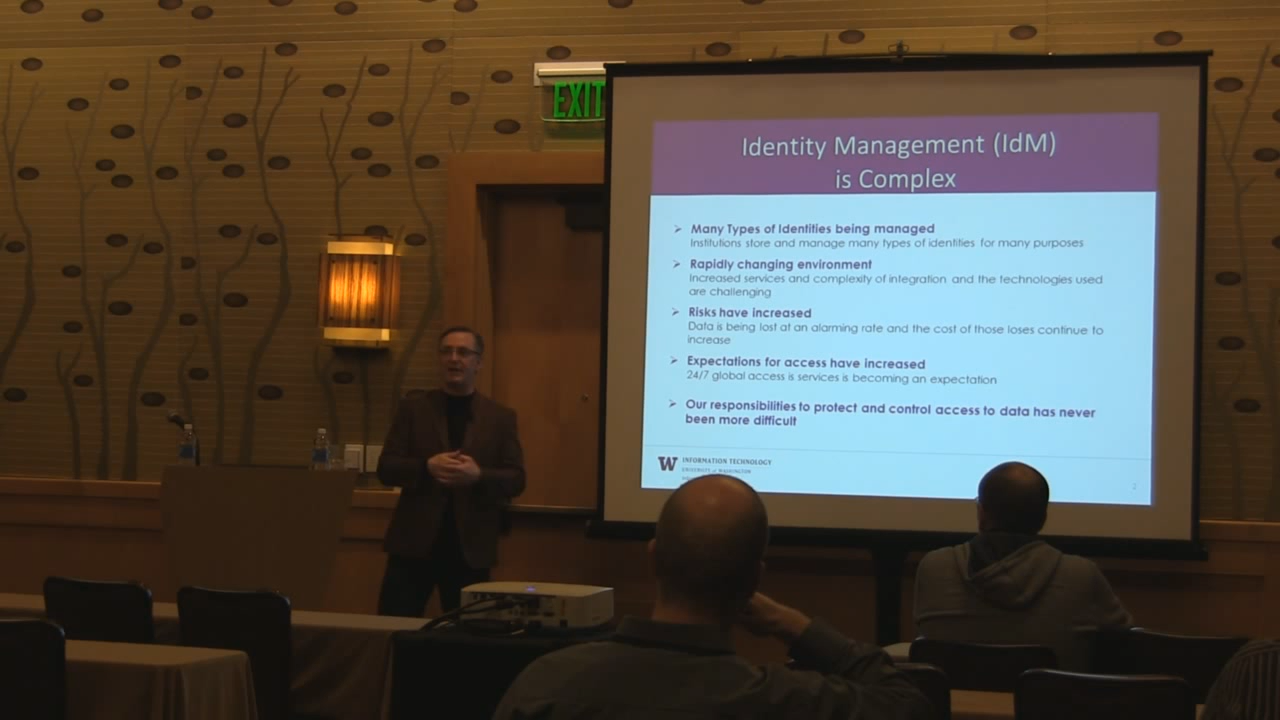 EXIT
Identity Management (IdM)
is Complex
➢ Many Types of Identities being managed
Institutions store and manage many types of identities for many purposes
➢ Rapidly changing environment
Increased services and complexity of integration and the technologies used
are challenging
➢ Risks have increased
Data is being lost at an alarming rate and the cost of those loses continue to
increase
➢ Expectations for access have increased
24/7 global access is services is becoming an expectation
➢ Our responsibilities to protect and control access to data has never
been more difficult
W INFORMATION TECHNOLOGY
UNIVERSITY of WASHINGTON
2